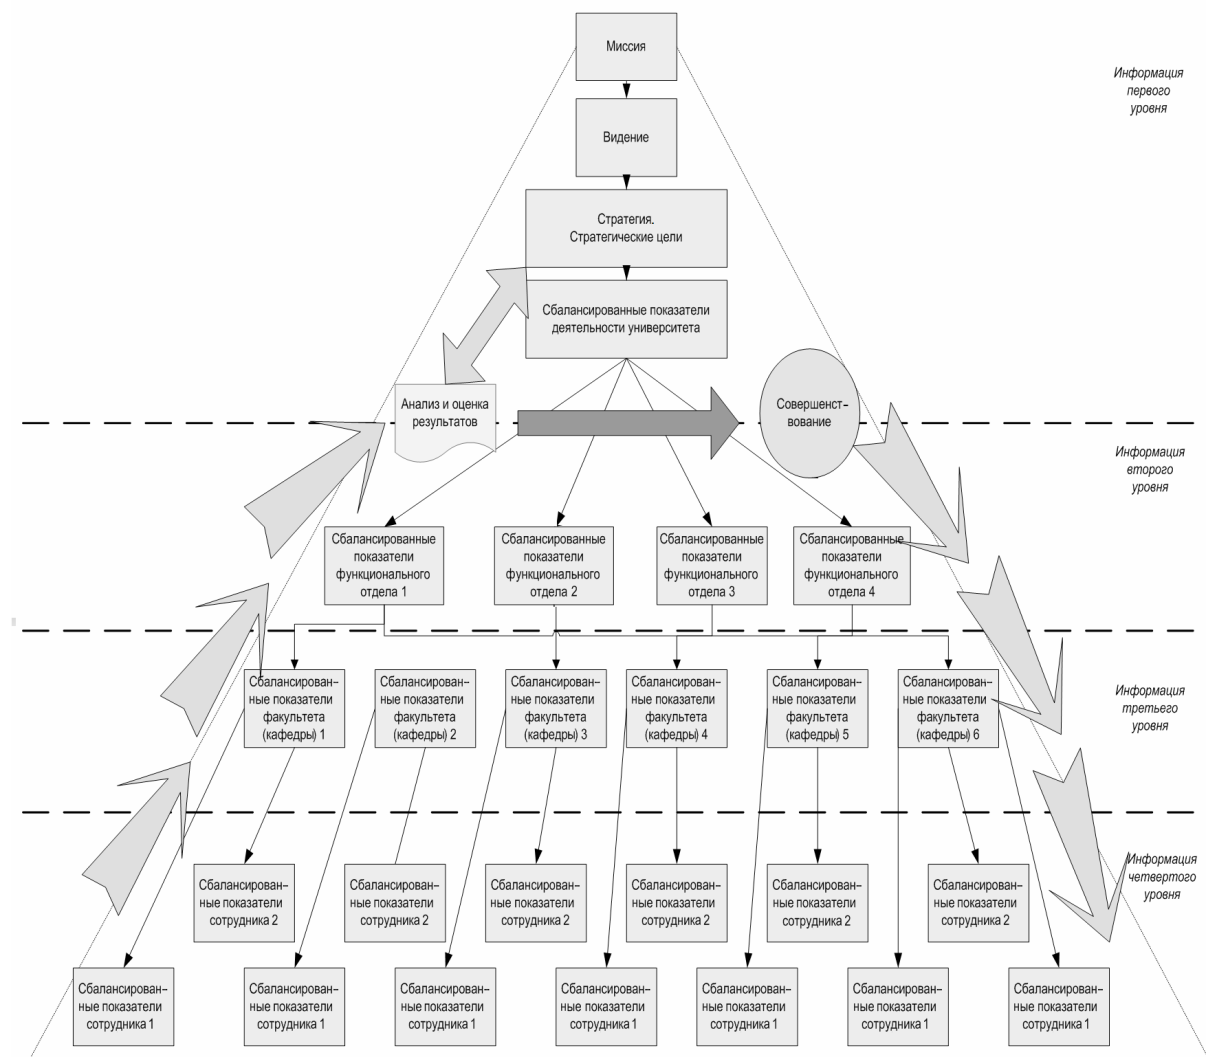 Миссия
Информация
первого
уровня
Видение
Стратегия.
Стратегические цели
Сбалансированные показатели
деятельности университета
Анализ и оценка
результатов
Совершенст–
вование
Информация
второго
уровня
Сбалансированные
показатели
функционального
отдела 1
Сбалансированные
показатели
функционального
отдела 2
Сбалансированные
показатели
функционального
отдела 3
Сбалансированные
показатели
функционального
отдела 4
Сбалансирован–
ные показатели
факультета
(кафедры) 1
Сбалансирован–
ные показатели
факультета
(кафедры) 2
Сбалансирован–
ные показатели
факультета
(кафедры) 3
Сбалансирован–
ные показатели
факультета
(кафедры) 4
Сбалансирован–
ные показатели
факультета
(кафедры) 5
Сбалансирован–
ные показатели
факультета
(кафедры) 6
Информация
третьего
уровня
Информация
четвертого
уровня
Сбалансирован–
ные показатели
сотрудника 2
Сбалансирован–
ные показатели
сотрудника 2
Сбалансирован–
ные показатели
сотрудника 2
Сбалансирован–
ные показатели
сотрудника 2
Сбалансирован–
ные показатели
сотрудника 2
Сбалансирован–
ные показатели
сотрудника 2
Сбалансирован–
ные показатели
сотрудника 1
Сбалансирован–
ные показатели
сотрудника 1
Сбалансирован–
ные показатели
сотрудника 1
Сбалансирован–
ные показатели
сотрудника 1
Сбалансирован–
ные показатели
сотрудника 1
Сбалансирован–
ные показатели
сотрудника 1
Сбалансирован–
ные показатели
сотрудника 1